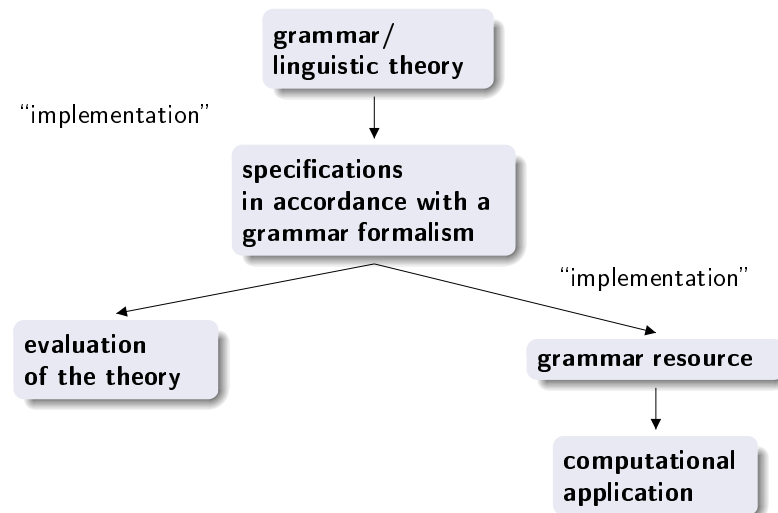 grammar/
linguistic theory
“implementation”
specifications
in accordance with a
grammar formalism
“implementation”
evaluation
of the theory
grammar resource
computational
application